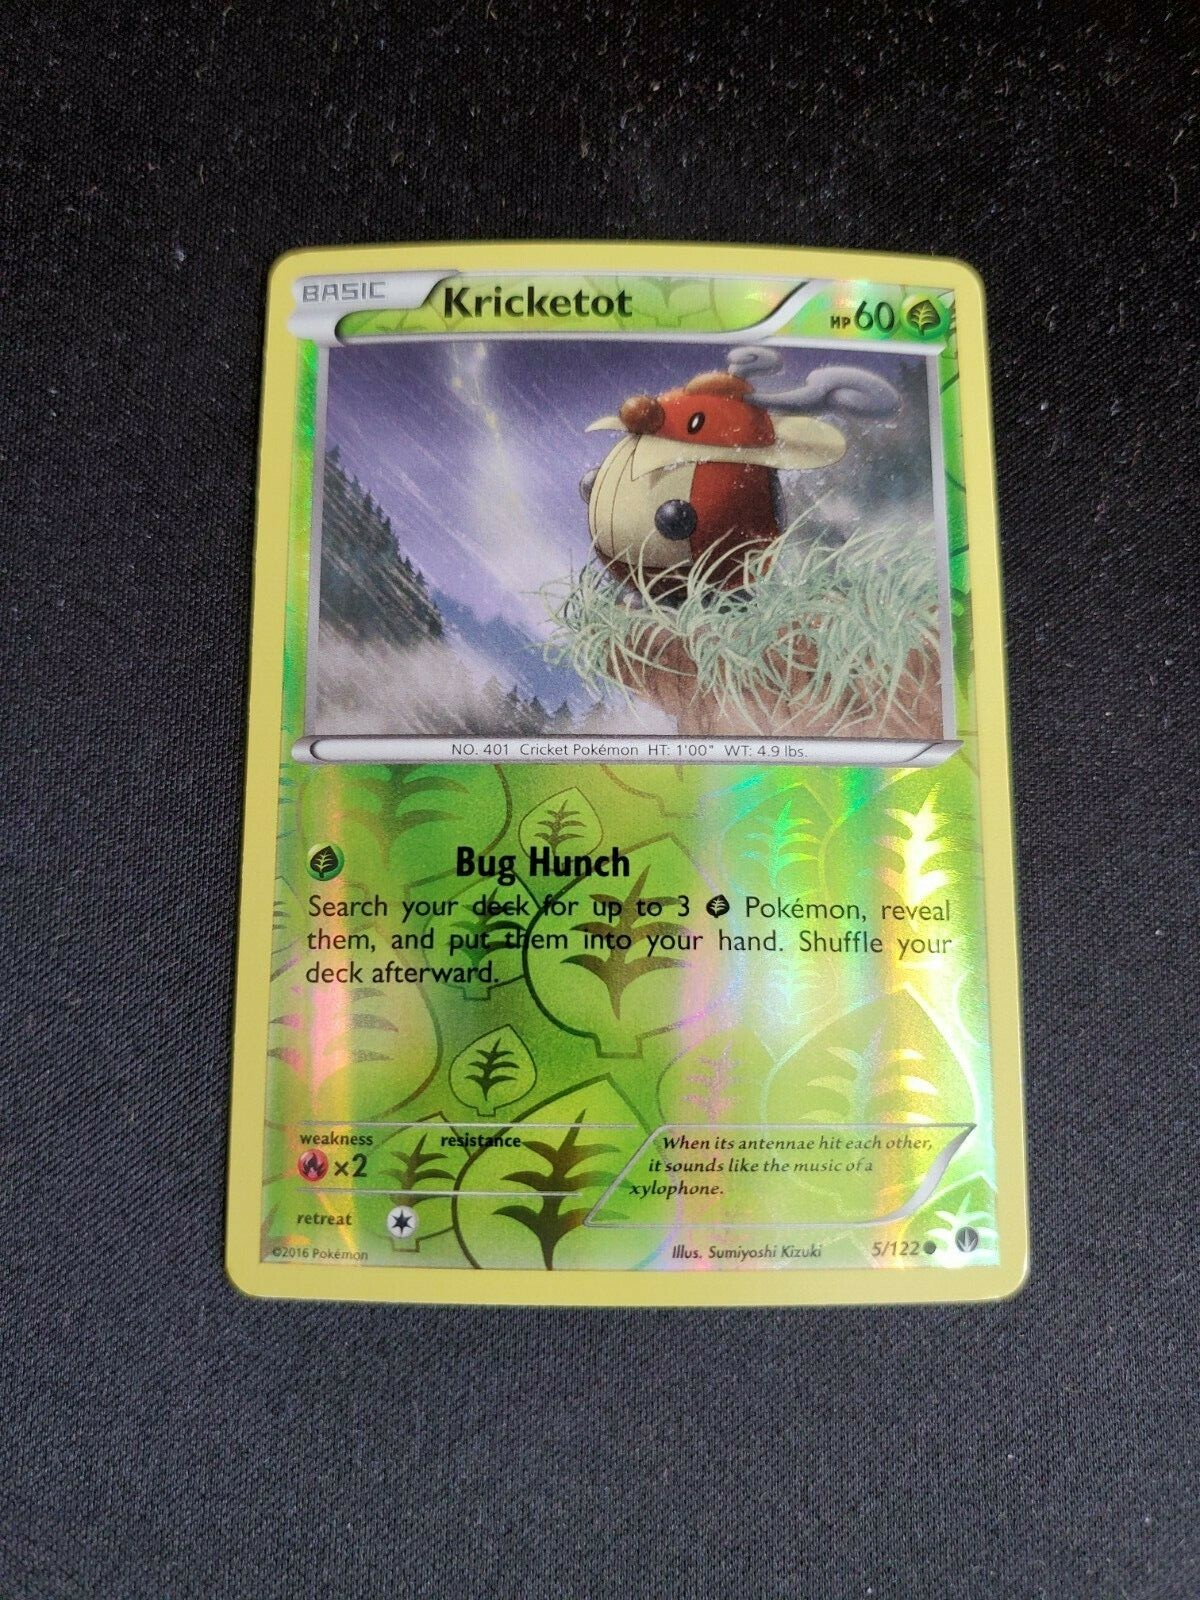 BASIC Kricketot HP 60
NO. 401 Cricket Pokémon HT: 1'00" WT: 4.9 lbs.
Bug Hunch
Search your deck for up to 3 Pokémon, reveal
them, and put them into your hand. Shuffle your
deck afterward.
weakness resistance
×2
retreat
When its antennae hit each other,
it sounds like the music of a
xylophone.
©2016 Pokémon Illus. Sumiyoshi Kizuki 5/122